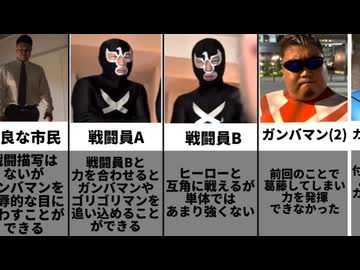 良な市民
戦闘描写は
ないが
ンバマンを
辱的な目に
わすことが
できる
戦闘員A
戦闘員Bと
力を合わせると
ガンバマンや
ゴリゴリマンを
追い込めることが
できる
戦闘員B
ヒーローと
互角に戦えるが
単体では
あまり強くない
ガンバマン(2)
前回のことで
葛藤してしまい
力を発揮
できなかった